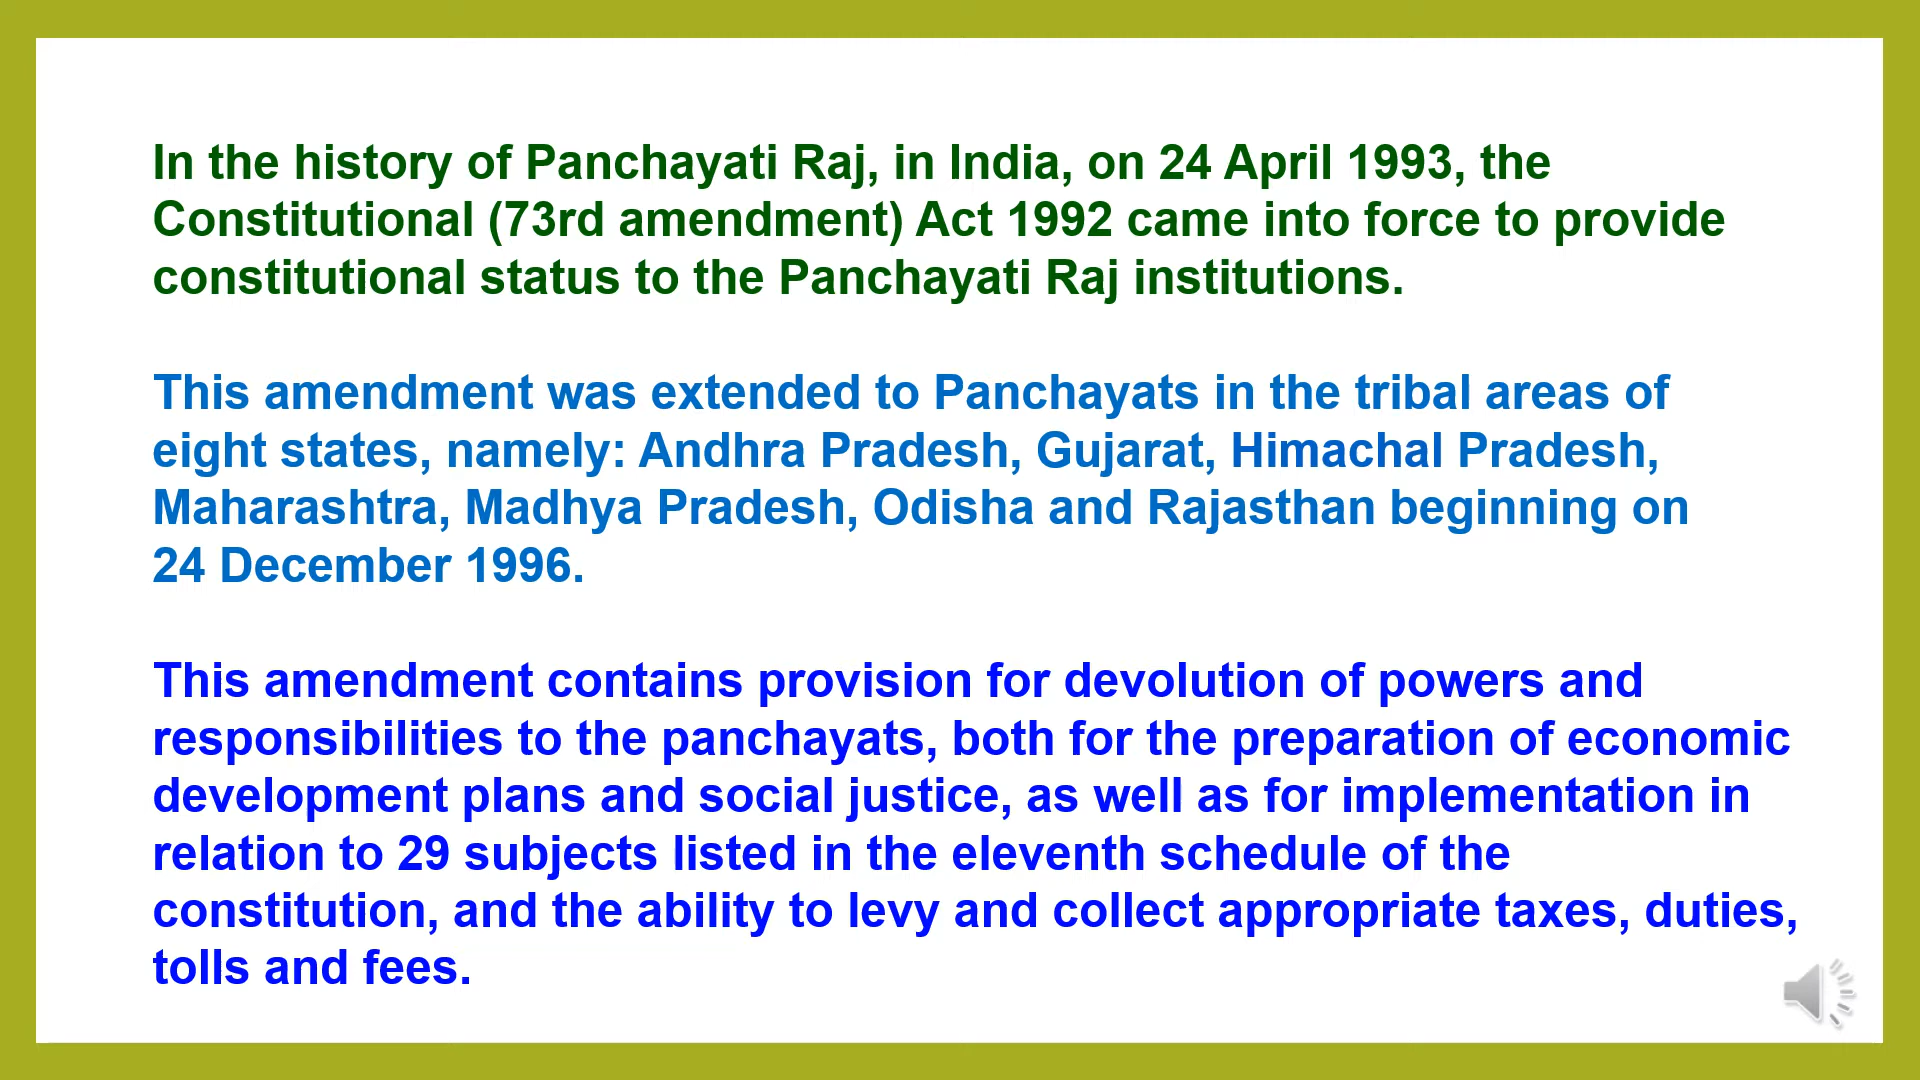 In the history of Panchayati Raj, in India, on 24 April 1993, the
Constitutional (73rd amendment) Act 1992 came into force to provide
constitutional status to the Panchayati Raj institutions.
This amendment was extended to Panchayats in the tribal areas of
eight states, namely: Andhra Pradesh, Gujarat, Himachal Pradesh,
Maharashtra, Madhya Pradesh, Odisha and Rajasthan beginning on
24 December 1996.
This amendment contains provision for devolution of powers and
responsibilities to the panchayats, both for the preparation of economic
development plans and social justice, as well as for implementation in
relation to 29 subjects listed in the eleventh schedule of the
constitution, and the ability to levy and collect appropriate taxes, duties,
tolls and fees.